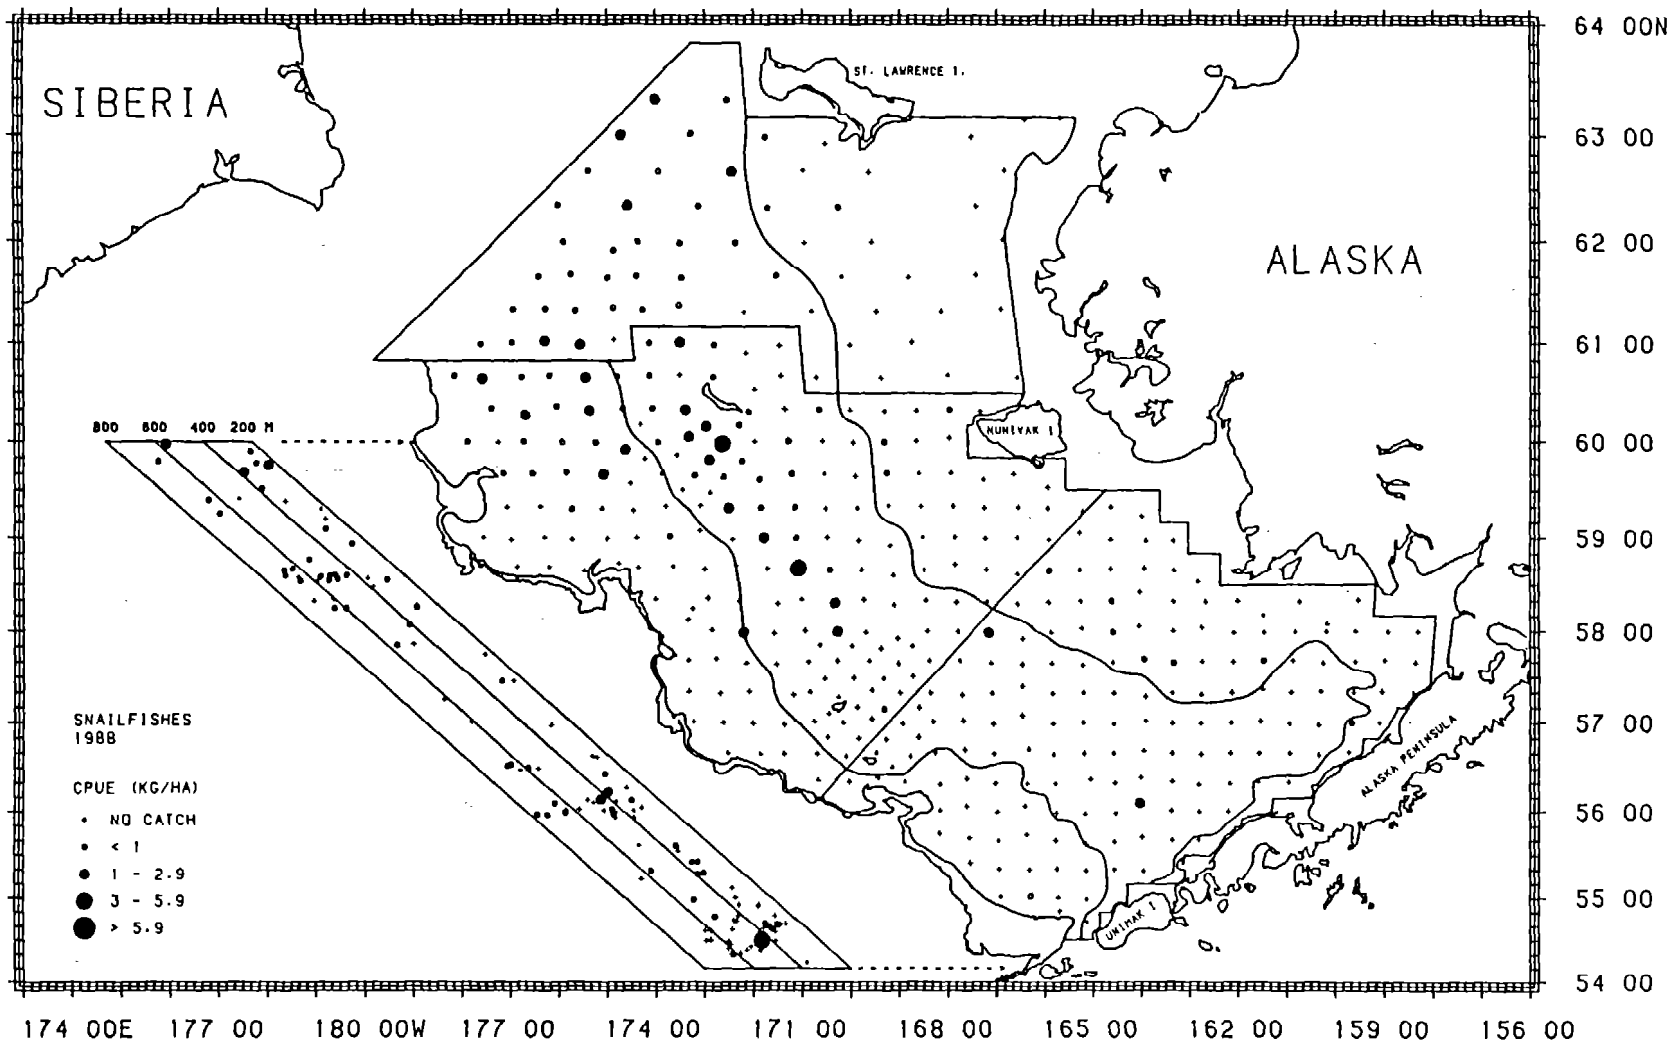 64 00N
ST. LAWRENCE I.
SIBERIA
63 00
62 00
ALASKA
61 00
800 600 400 200 M
NUNIVAK I
60 00
59 00
58 00
SNAILFISHES
1988
57 00
ALASKA PENINSULA
CPUE (KG/HA)
NO CATCH
56 00
< 1
1 - 2.9
3 - 5.9
55 00
UNIMAK I
> 5.9
54 00
174 00E 177 00 180 00W 177 00 174 00 171 00 168 00 165 00 162 00 159 00 156 00